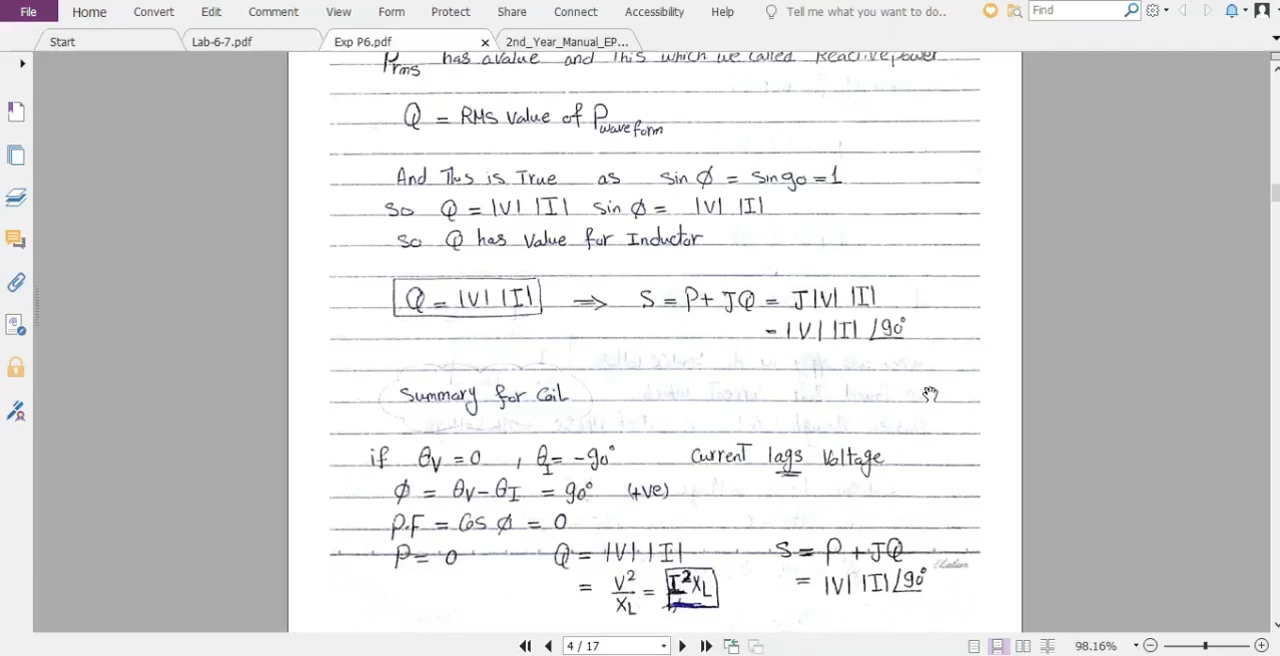 File Home Convert Edit Comment View Form Protect Share Connect Accessibility Help Tell me what you want to do.. Find
Start Lab-6-7.pdf Exp P6.pdf 2nd_Year_Manual_EP...
Prms has a value and This which we called Reactive power
Q = RMS Value of P waveform
And This is True as sin φ = sin 90 = 1
So Q = |V| |I| sin φ = |V| |I|
So Q has Value for Inductor
Q = |V| |I| ⇒ S = P + JQ = J|V| |I|
= |V| |I| ∠90°
Summary for Coil
if θV = 0 , θI = -90° Current lags Voltage
φ = θV - θI = 90° (+ve)
P.F = Cos φ = 0
P = 0 Q = |V| |I| S = P + JQ
= V²/XL = I²XL = |V| |I| ∠90°
4 / 17 98.16%